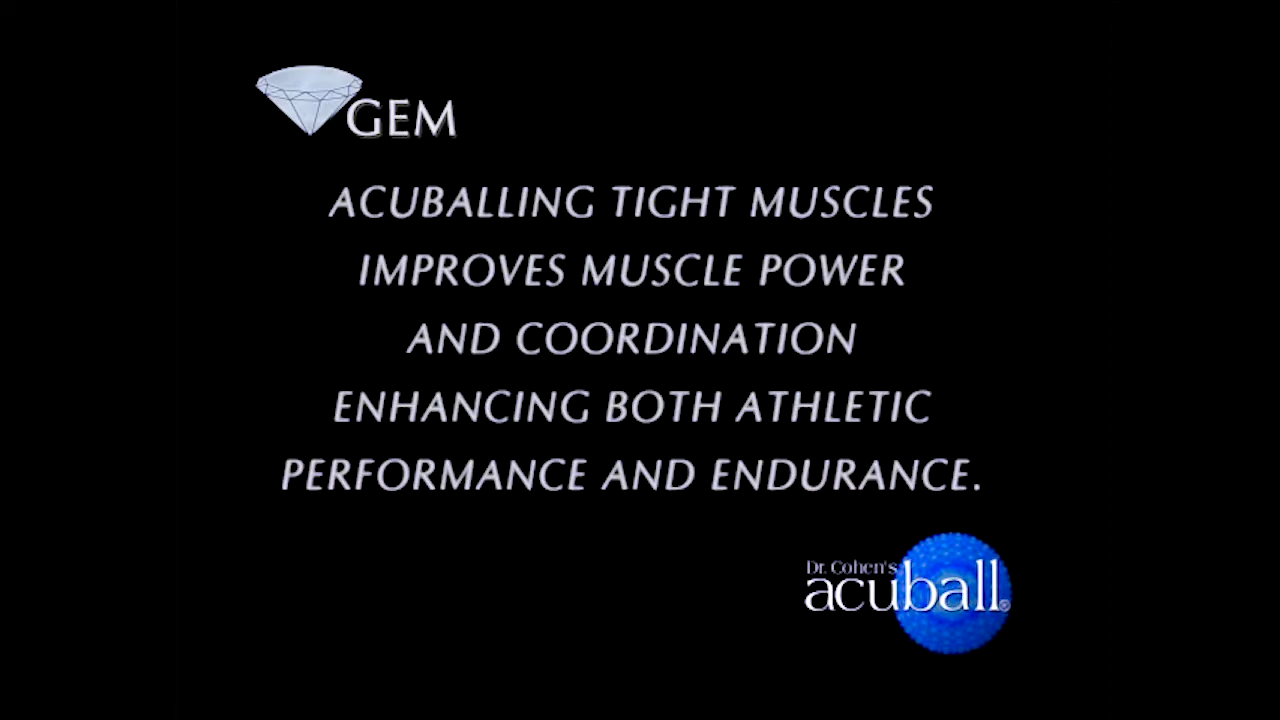 GEM
ACUBALLING TIGHT MUSCLES
IMPROVES MUSCLE POWER
AND COORDINATION
ENHANCING BOTH ATHLETIC
PERFORMANCE AND ENDURANCE.
Dr. Cohen's
acuball®